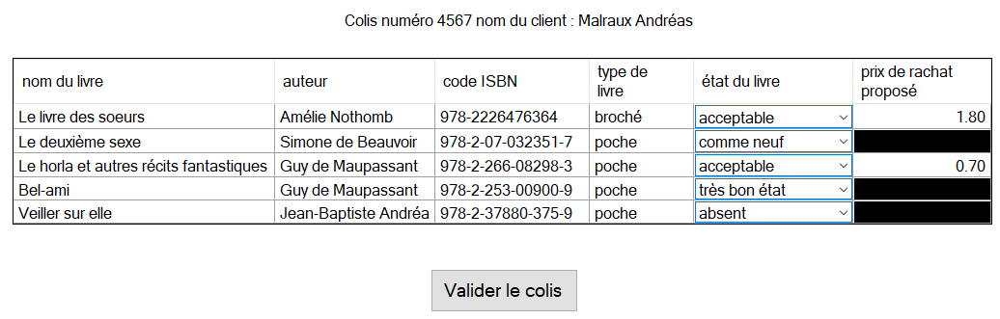 Colis numéro 4567 nom du client : Malraux Andréas
nom du livre auteur code ISBN type de livre état du livre prix de rachat proposé
Le livre des soeurs Amélie Nothomb 978-2226476364 broché acceptable 1.80
Le deuxième sexe Simone de Beauvoir 978-2-07-032351-7 poche comme neuf
Le horla et autres récits fantastiques Guy de Maupassant 978-2-266-08298-3 poche acceptable 0.70
Bel-ami Guy de Maupassant 978-2-253-00900-9 poche très bon état
Veiller sur elle Jean-Baptiste Andréa 978-2-37880-375-9 poche absent
Valider le colis